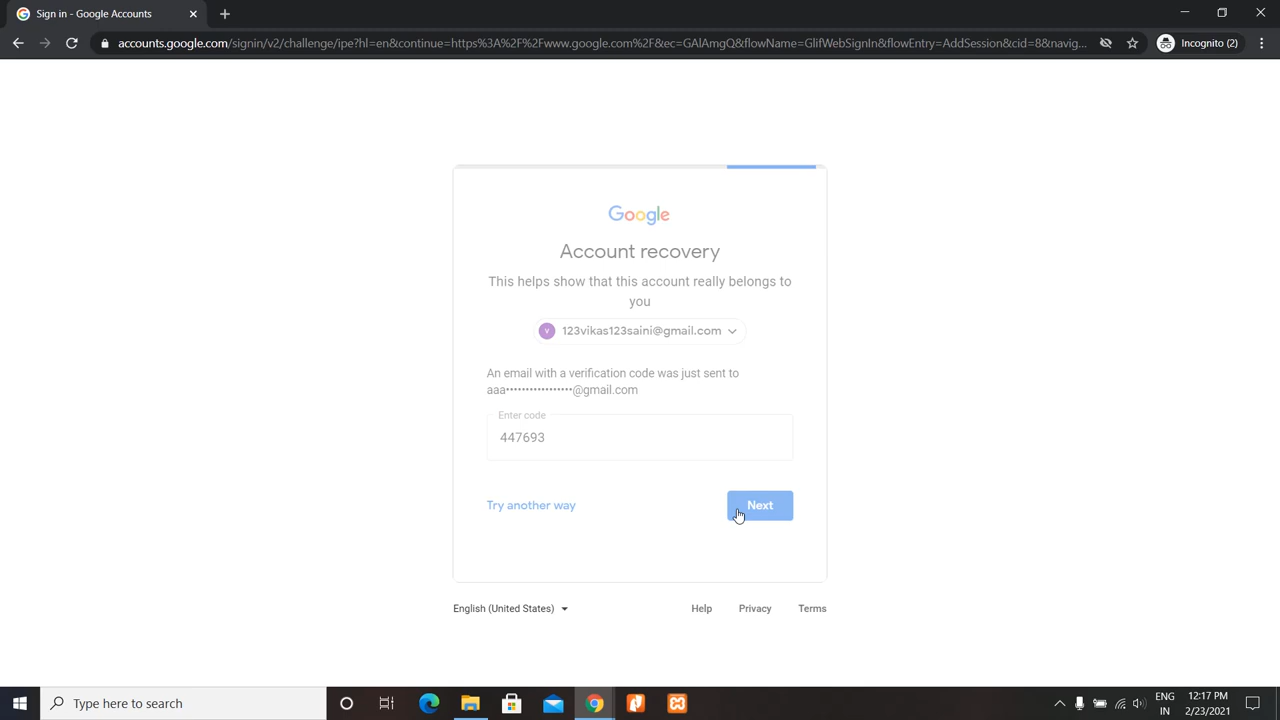 Sign in - Google Accounts
accounts.google.com/signin/v2/challenge/ipe?hl=en&continue=https%3A%2F%2Fwww.google.com%2F&ec=GAlAmgQ&flowName=GlifWebSignIn&flowEntry=AddSession&cid=8&navig...
Incognito (2)
Google
Account recovery
This helps show that this account really belongs to
you
V
123vikas123saini@gmail.com
An email with a verification code was just sent to
aaa•••••••••••••••••@gmail.com
Enter code
447693
Try another way
Next
English (United States)
Help
Privacy
Terms
Type here to search
ENG
IN
12:17 PM
2/23/2021